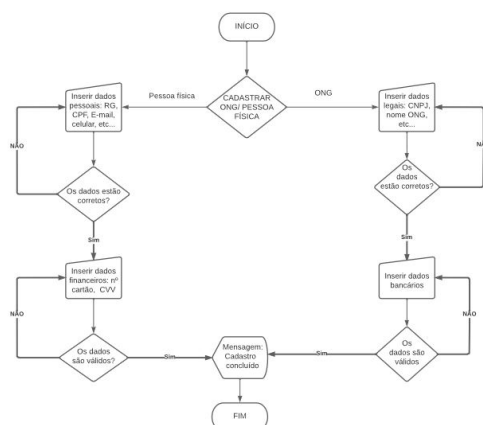 INÍCIO
Pessoa física
CADASTRAR
ONG/ PESSOA
FÍSICA
ONG
Inserir dados
pessoais: RG,
CPF, E-mail,
celular, etc...
Inserir dados
legais: CNPJ,
nome ONG,
etc...
NÃO
Os dados estão
corretos?
Os
dados
estão corretos?
Sim
Sim
Inserir dados
financeiros: nº
cartão, CVV
Inserir dados
bancários
NÃO
NÃO
Os dados
são válidos?
Sim
Mensagem:
Cadastro
concluído
Sim
Os
dados são
válidos
FIM